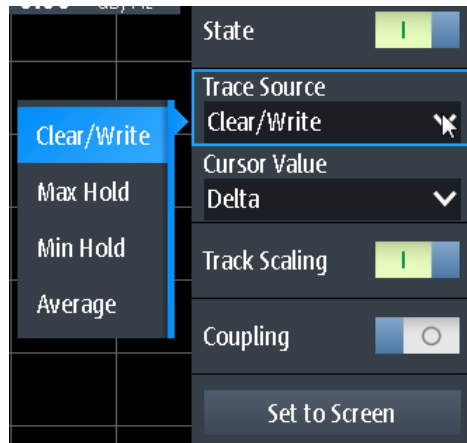 State
Trace Source
Clear/Write
Cursor Value
Delta
Track Scaling
Coupling
Set to Screen
Clear/Write
Max Hold
Min Hold
Average